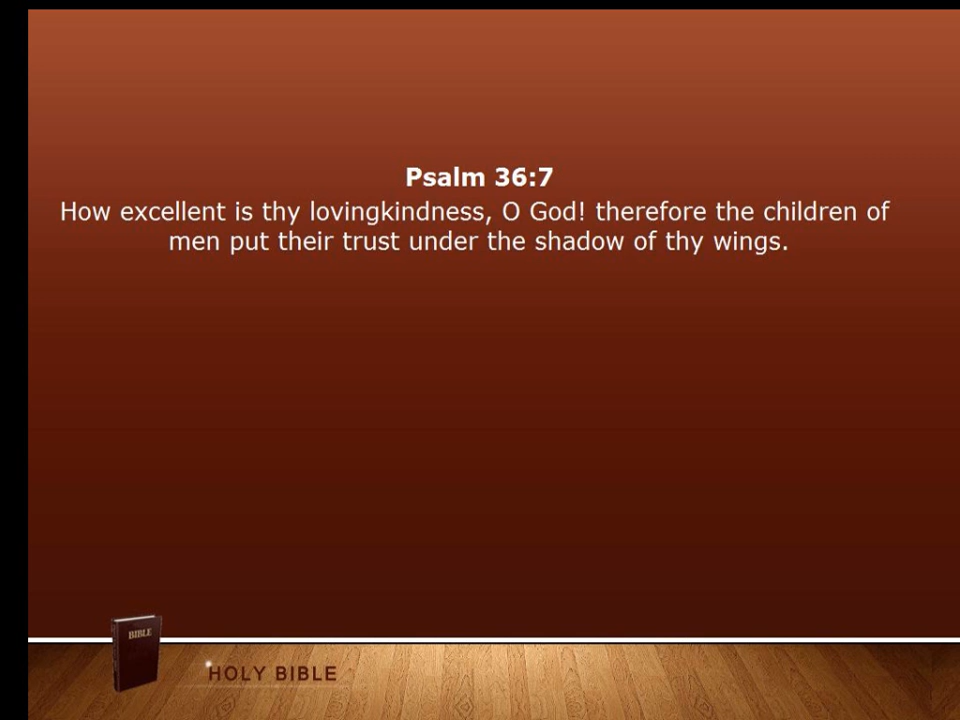 Psalm 36:7
How excellent is thy lovingkindness, O God! therefore the children of
men put their trust under the shadow of thy wings.
BIBLE
HOLY BIBLE